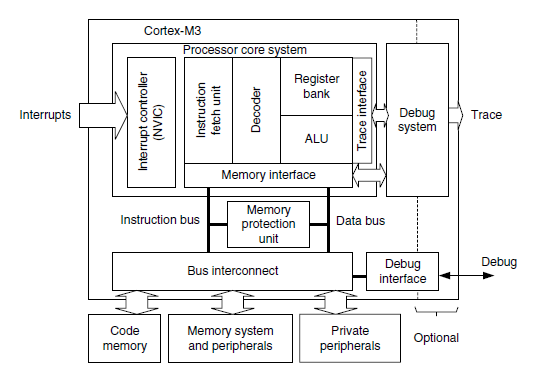 Cortex-M3
Processor core system
Interrupts
Interrupt controller
(NVIC)
Instruction
fetch unit
Decoder
Register
bank
ALU
Trace interface
Debug
system
Trace
Memory interface
Instruction bus
Memory
protection
unit
Data bus
Bus interconnect
Debug
interface
Debug
Code
memory
Memory system
and peripherals
Private
peripherals
Optional